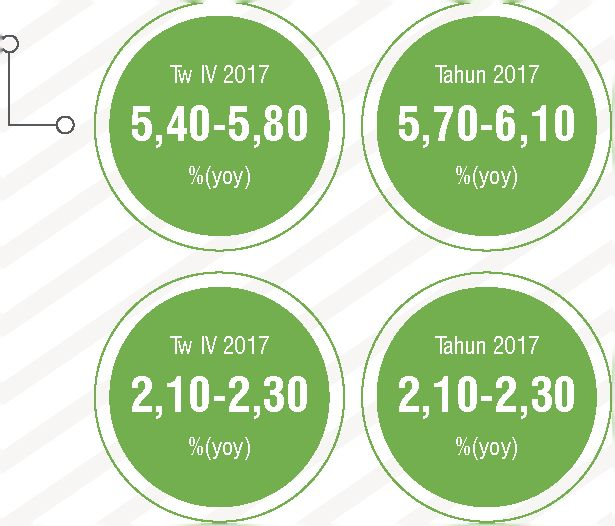 Tw IV 2017
5,40-5,80
%(yoy)
Tahun 2017
5,70-6,10
%(yoy)
Tw IV 2017
2,10-2,30
%(yoy)
Tahun 2017
2,10-2,30
%(yoy)